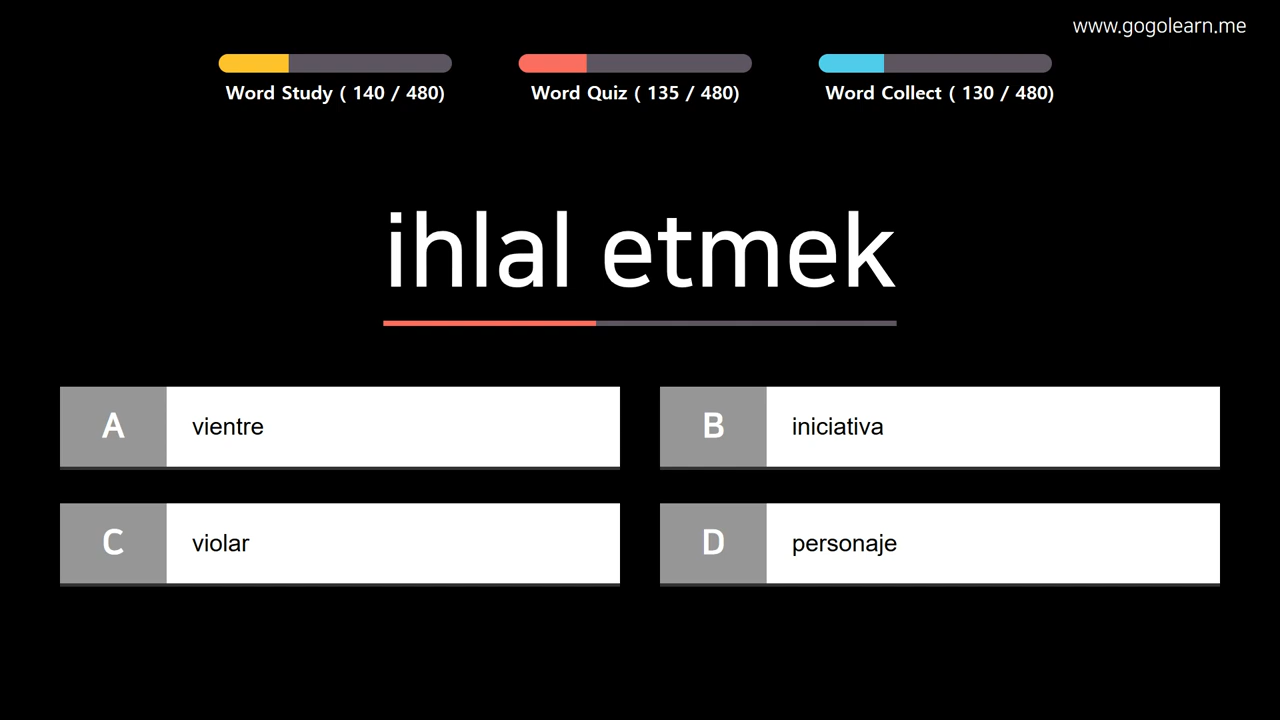 www.gogolearn.me
Word Study ( 140 / 480)
Word Quiz ( 135 / 480)
Word Collect ( 130 / 480)
ihlal etmek
A vientre
B iniciativa
C violar
D personaje